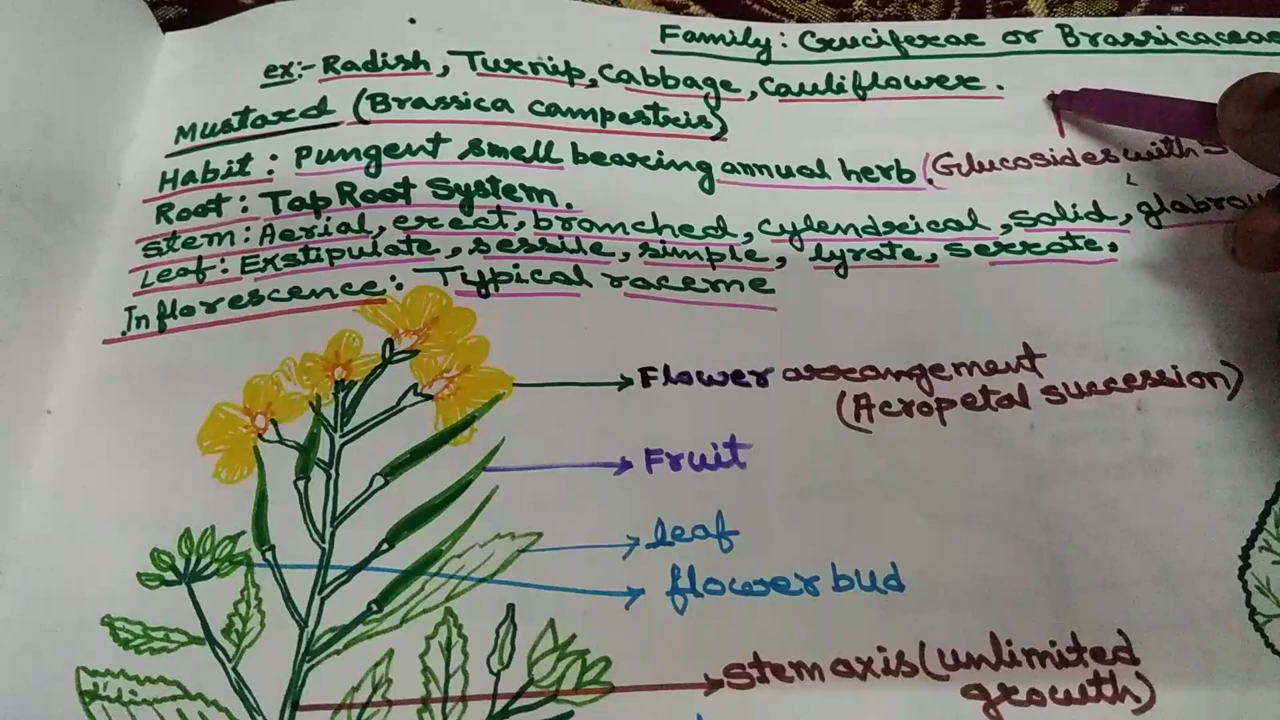 Family: Cruciferae or Brassicaceae
ex:- Radish, Turnip, Cabbage, Cauliflower.
Mustard (Brassica campestris)
Habit: Pungent smell bearing annual herb (Glucosides with S
Root: Tap Root System.
Stem: Aerial, erect, bromched, cylendrical, solid, glabrou
Leaf: Exstipulate, sessile, simple, lyrate, serrate.
Inflorescence: Typical raceme
Flower arrangement
(Acropetal succession)
Fruit
leaf
flower bud
Stem axis (unlimited
growth)